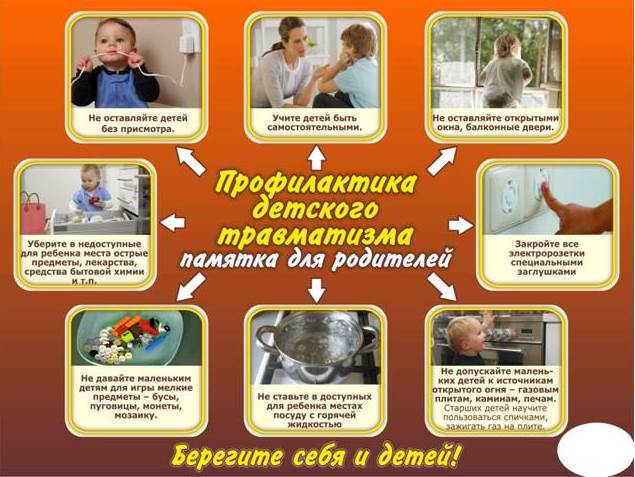 Не оставляйте детей
без присмотра.
Учите детей быть
самостоятельными.
Не оставляйте открытыми
окна, балконные двери.
Профилактика
детского
травматизма
памятка для родителей
Уберите в недоступные
для ребенка места острые
предметы, лекарства,
средства бытовой химии
и т.п.
Закройте все
электророзетки
специальными
заглушками
Не давайте маленьким
детям для игры мелкие
предметы – бусы,
пуговицы, монеты,
мозаику.
Не ставьте в доступных
для ребенка местах
посуду с горячей
жидкостью
Не допускайте малень-
ких детей к источникам
открытого огня – газовым
плитам, каминам, печам.
Старших детей научите
пользоваться спичками,
зажигать газ на плите.
Берегите себя и детей!